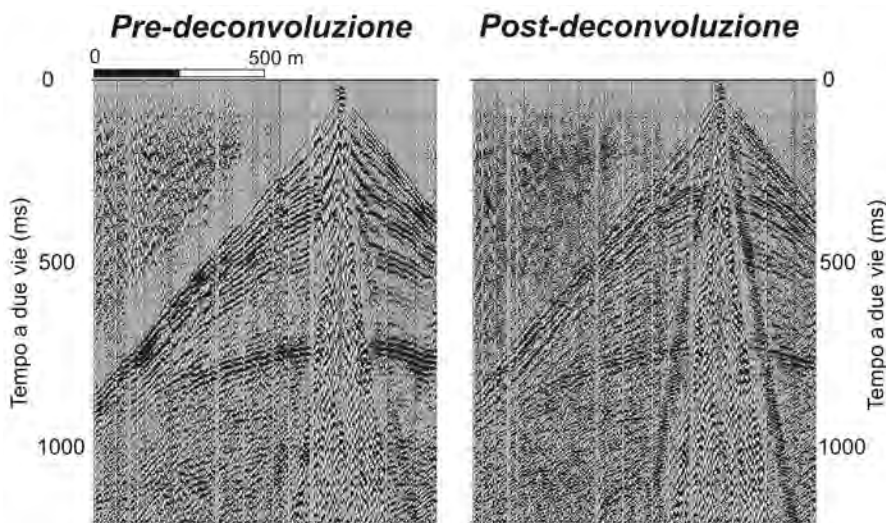 Pre-deconvoluzione
Post-deconvoluzione
0
500 m
0
500
1000
Tempo a due vie (ms)
0
500
1000
Tempo a due vie (ms)